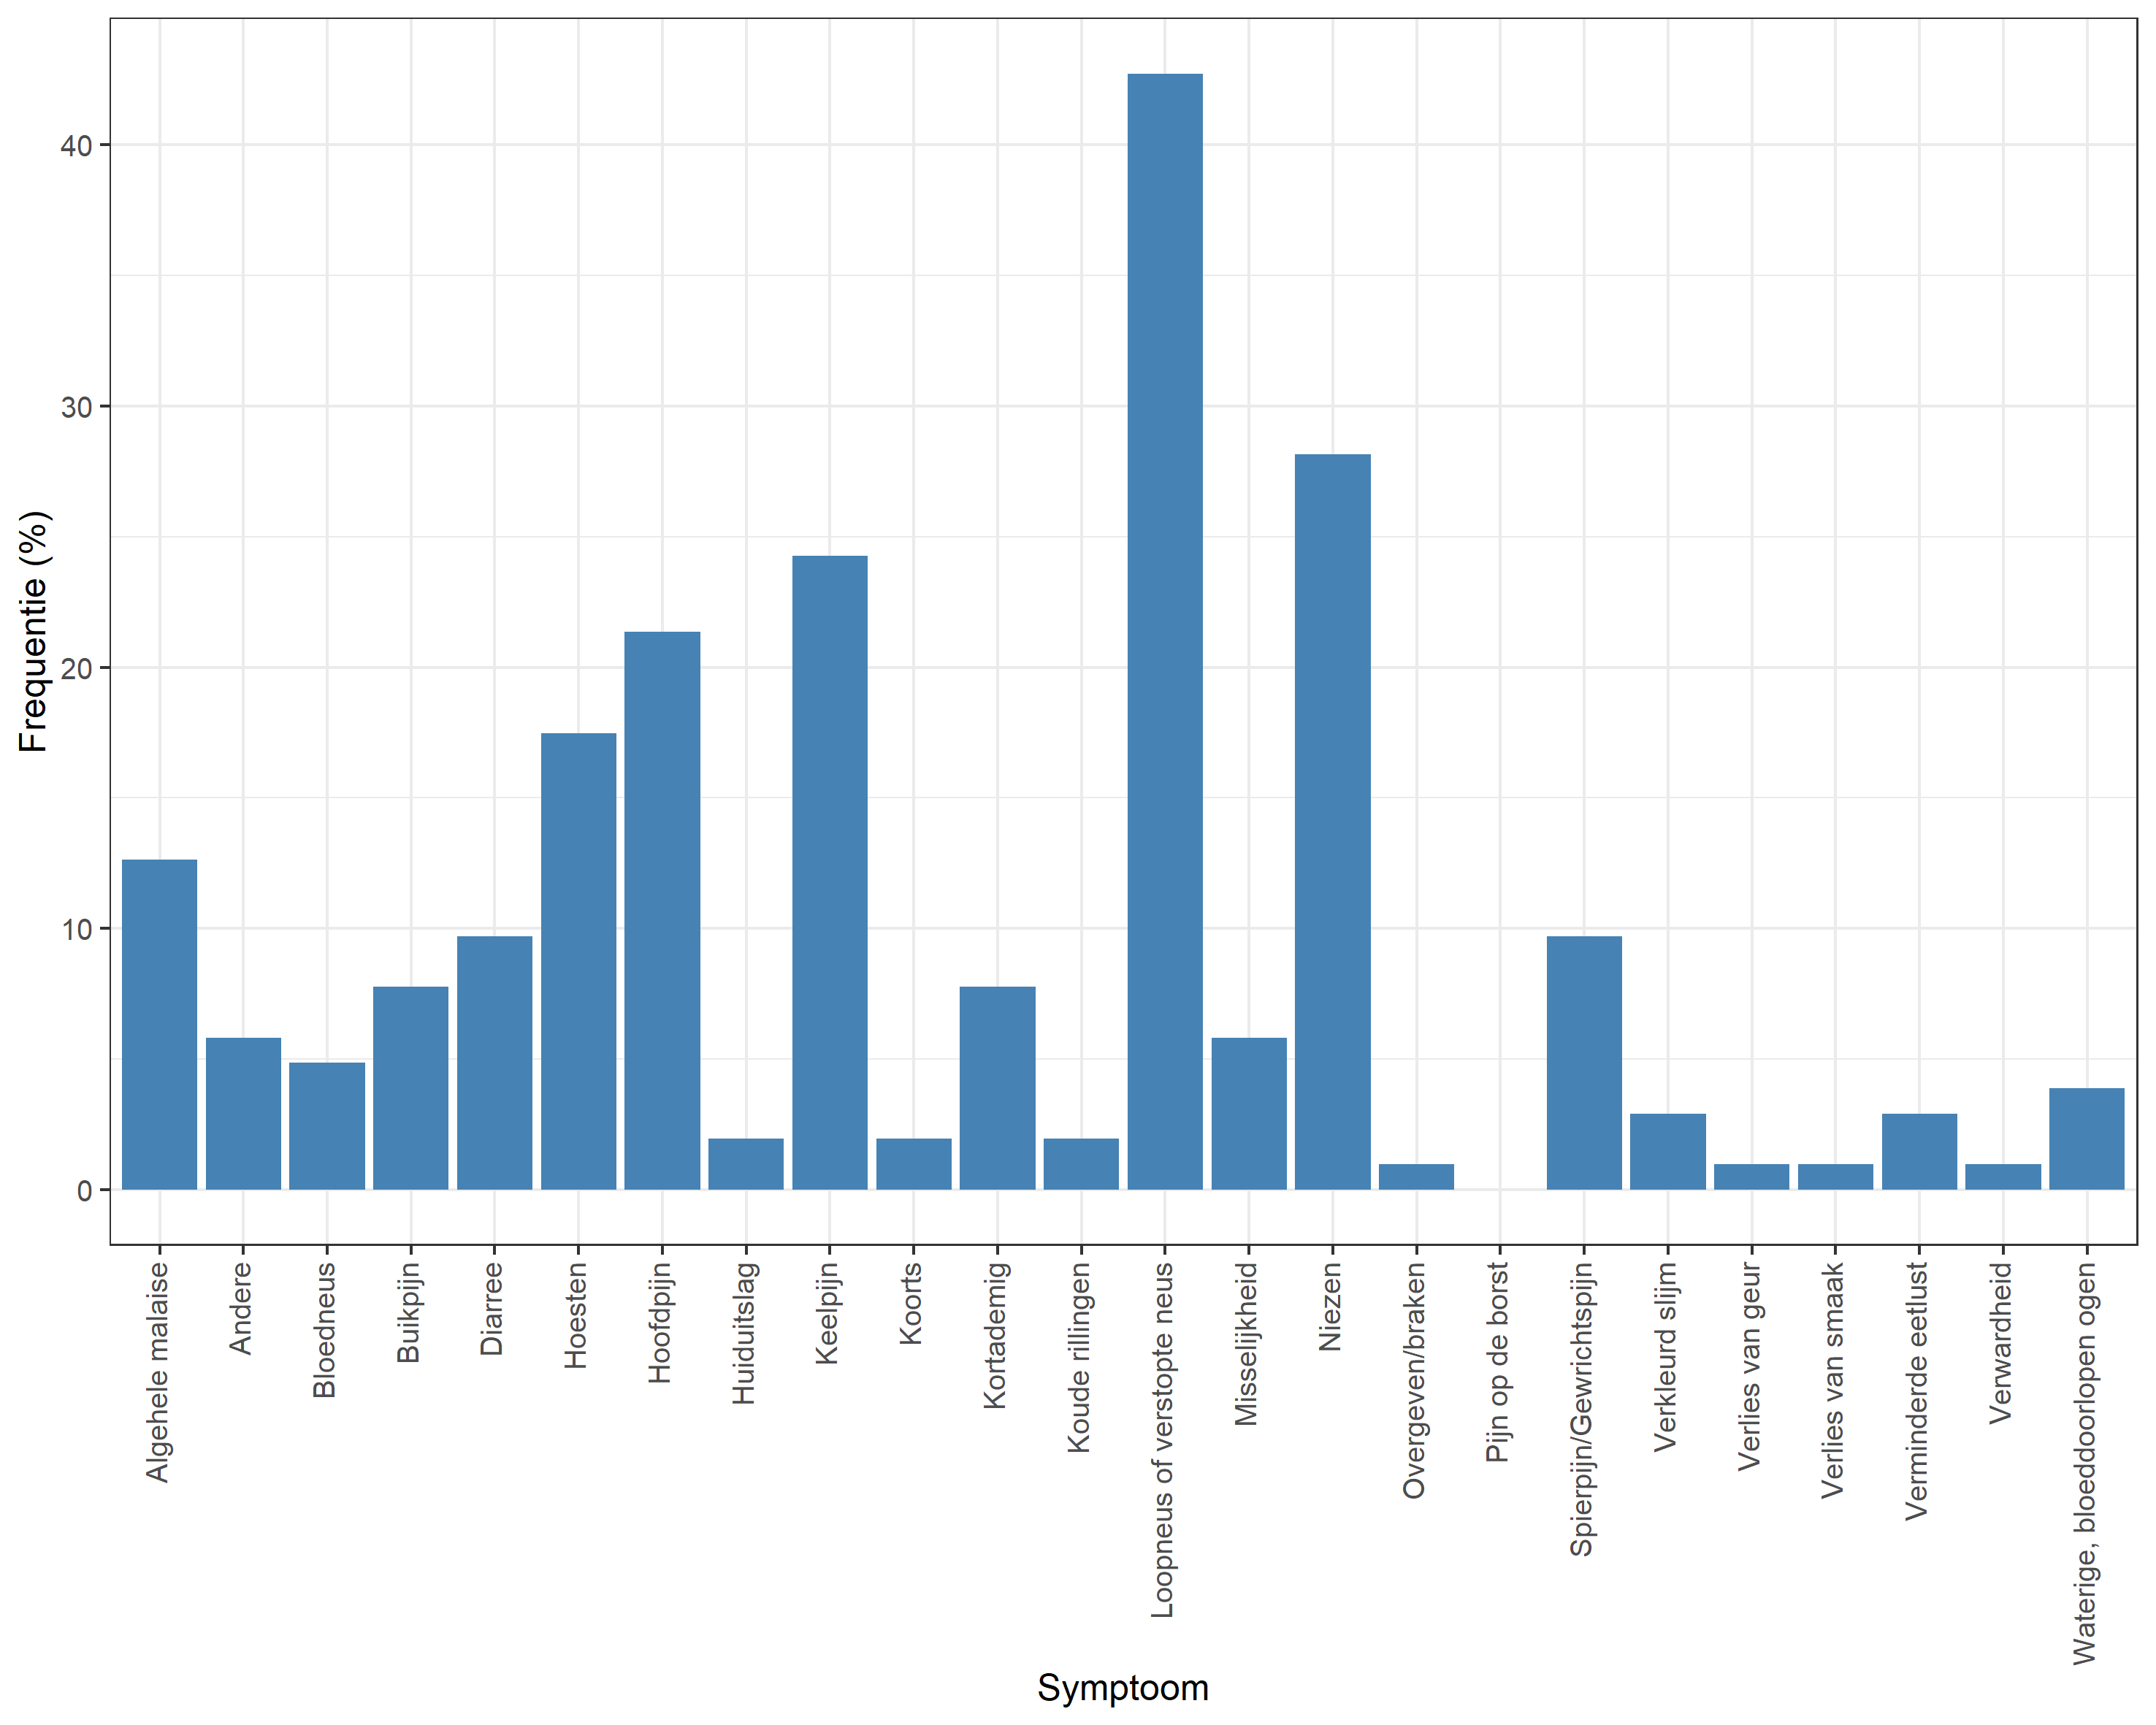 Frequentie (%)
40
30
20
10
0
Algehele malaise
Andere
Bloedneus
Buikpijn
Diarree
Hoesten
Hoofdpijn
Huiduitslag
Keelpijn
Koorts
Kortademig
Koude rillingen
Loopneus of verstopte neus
Misselijkheid
Niezen
Overgeven/braken
Pijn op de borst
Spierpijn/Gewrichtspijn
Verkleurd slijm
Verlies van geur
Verlies van smaak
Verminderde eetlust
Verwardheid
Waterige, bloeddoorlopen ogen
Symptoom